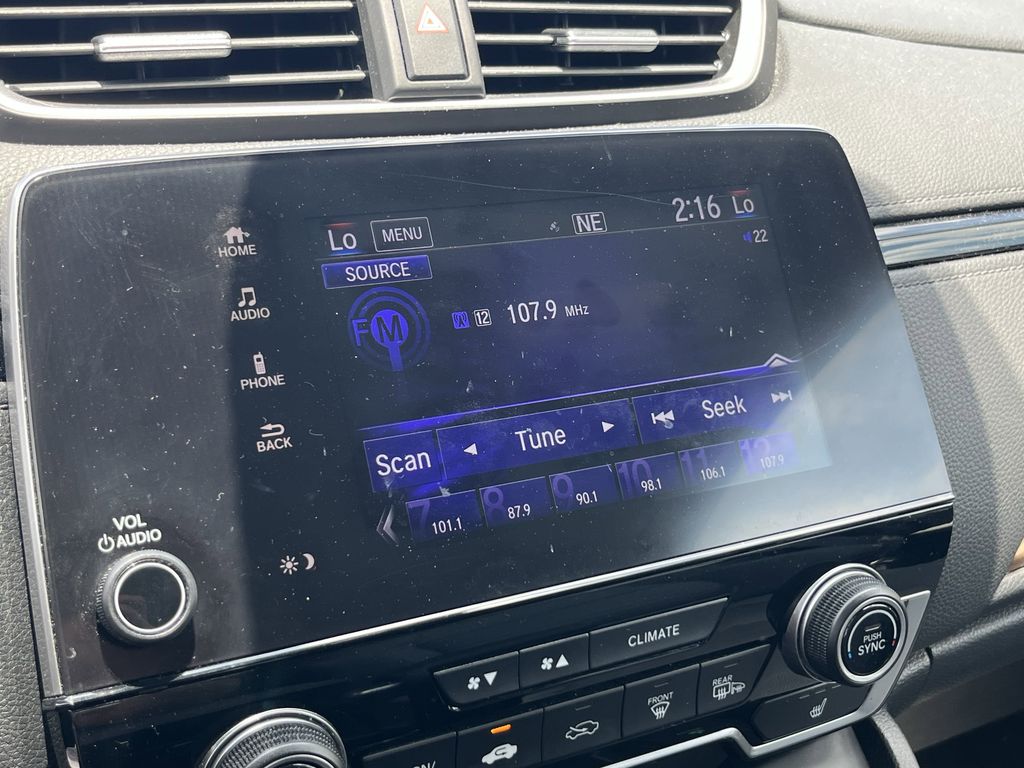 HOME
AUDIO
PHONE
BACK
Lo MENU NE 2:16 Lo
22
SOURCE
FM 12 107.9 MHz
Scan Tune Seek
7 8 9 10 11 12
101.1 87.9 90.1 98.1 106.1 107.9
VOL
AUDIO
CLIMATE
PUSH
SYNC
FRONT
REAR
ON/